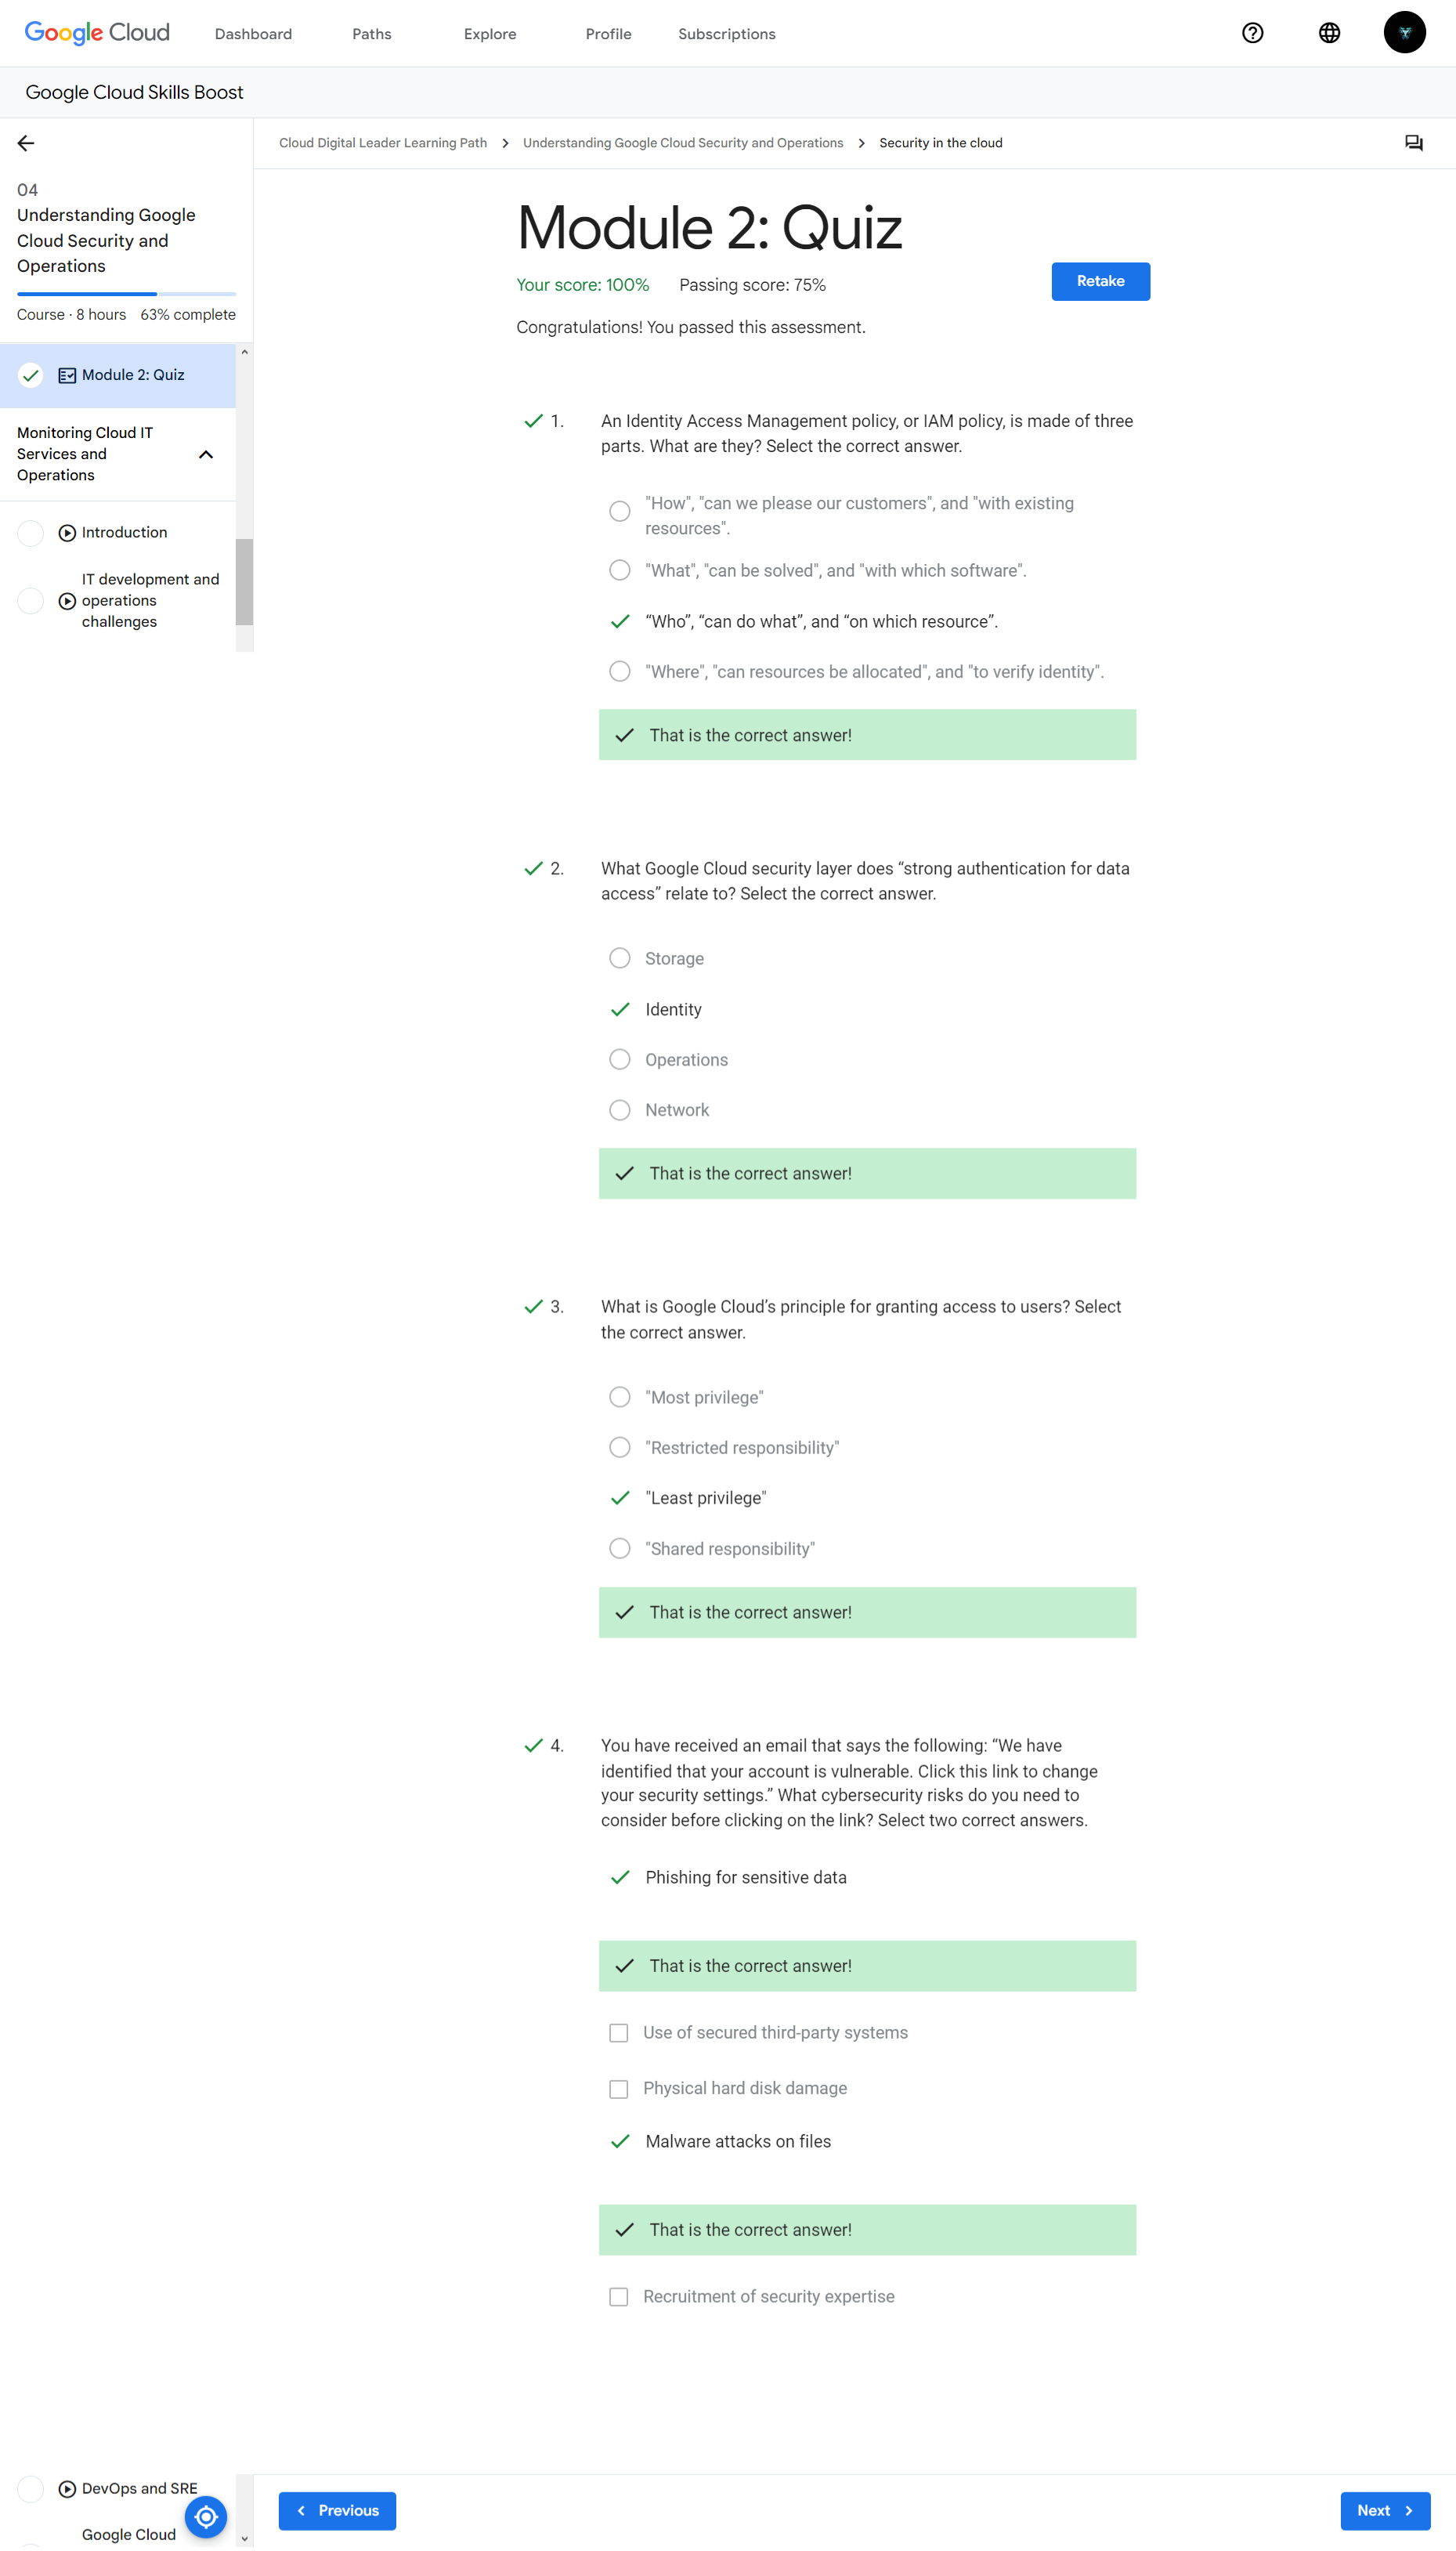 Google Cloud
Dashboard
Paths
Explore
Profile
Subscriptions
Google Cloud Skills Boost
Cloud Digital Leader Learning Path
Understanding Google Cloud Security and Operations
Security in the cloud
04
Understanding Google
Cloud Security and
Operations
Course · 8 hours
63% complete
Module 2: Quiz
Monitoring Cloud IT
Services and
Operations
Introduction
IT development and
operations
challenges
Module 2: Quiz
Your score: 100%
Passing score: 75%
Retake
Congratulations! You passed this assessment.
1. An Identity Access Management policy, or IAM policy, is made of three
parts. What are they? Select the correct answer.
"How", "can we please our customers", and "with existing
resources".
"What", "can be solved", and "with which software".
“Who”, “can do what”, and “on which resource”.
"Where", "can resources be allocated", and "to verify identity".
That is the correct answer!
2. What Google Cloud security layer does “strong authentication for data
access” relate to? Select the correct answer.
Storage
Identity
Operations
Network
That is the correct answer!
3. What is Google Cloud’s principle for granting access to users? Select
the correct answer.
"Most privilege"
"Restricted responsibility"
"Least privilege"
"Shared responsibility"
That is the correct answer!
4. You have received an email that says the following: “We have
identified that your account is vulnerable. Click this link to change
your security settings.” What cybersecurity risks do you need to
consider before clicking on the link? Select two correct answers.
Phishing for sensitive data
That is the correct answer!
Use of secured third-party systems
Physical hard disk damage
Malware attacks on files
That is the correct answer!
Recruitment of security expertise
DevOps and SRE
Google Cloud
Previous
Next